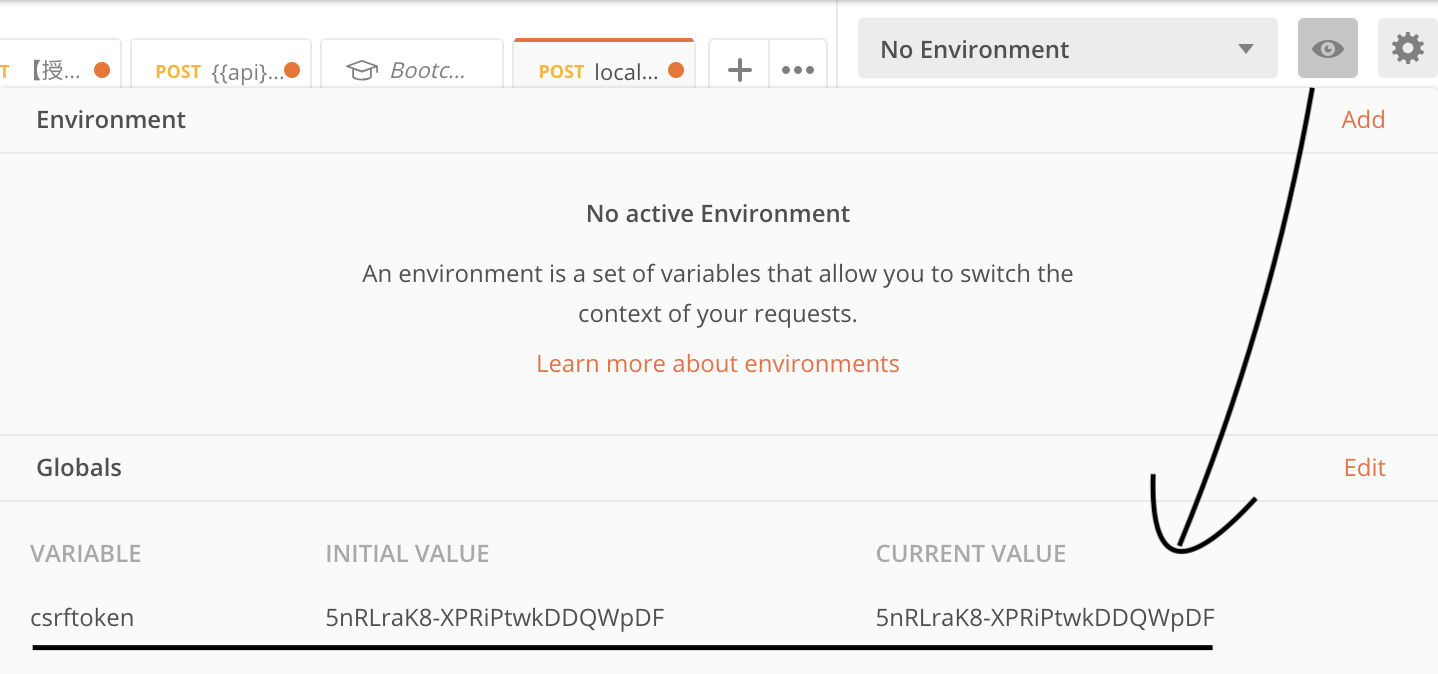 T 【授...
POST {{api}...
Bootc...
POST local...
No Environment
Environment
Add
No active Environment
An environment is a set of variables that allow you to switch the
context of your requests.
Learn more about environments
Globals
Edit
VARIABLE INITIAL VALUE CURRENT VALUE
csrftoken 5nRLraK8-XPRiPtwkDDQWpDF 5nRLraK8-XPRiPtwkDDQWpDF